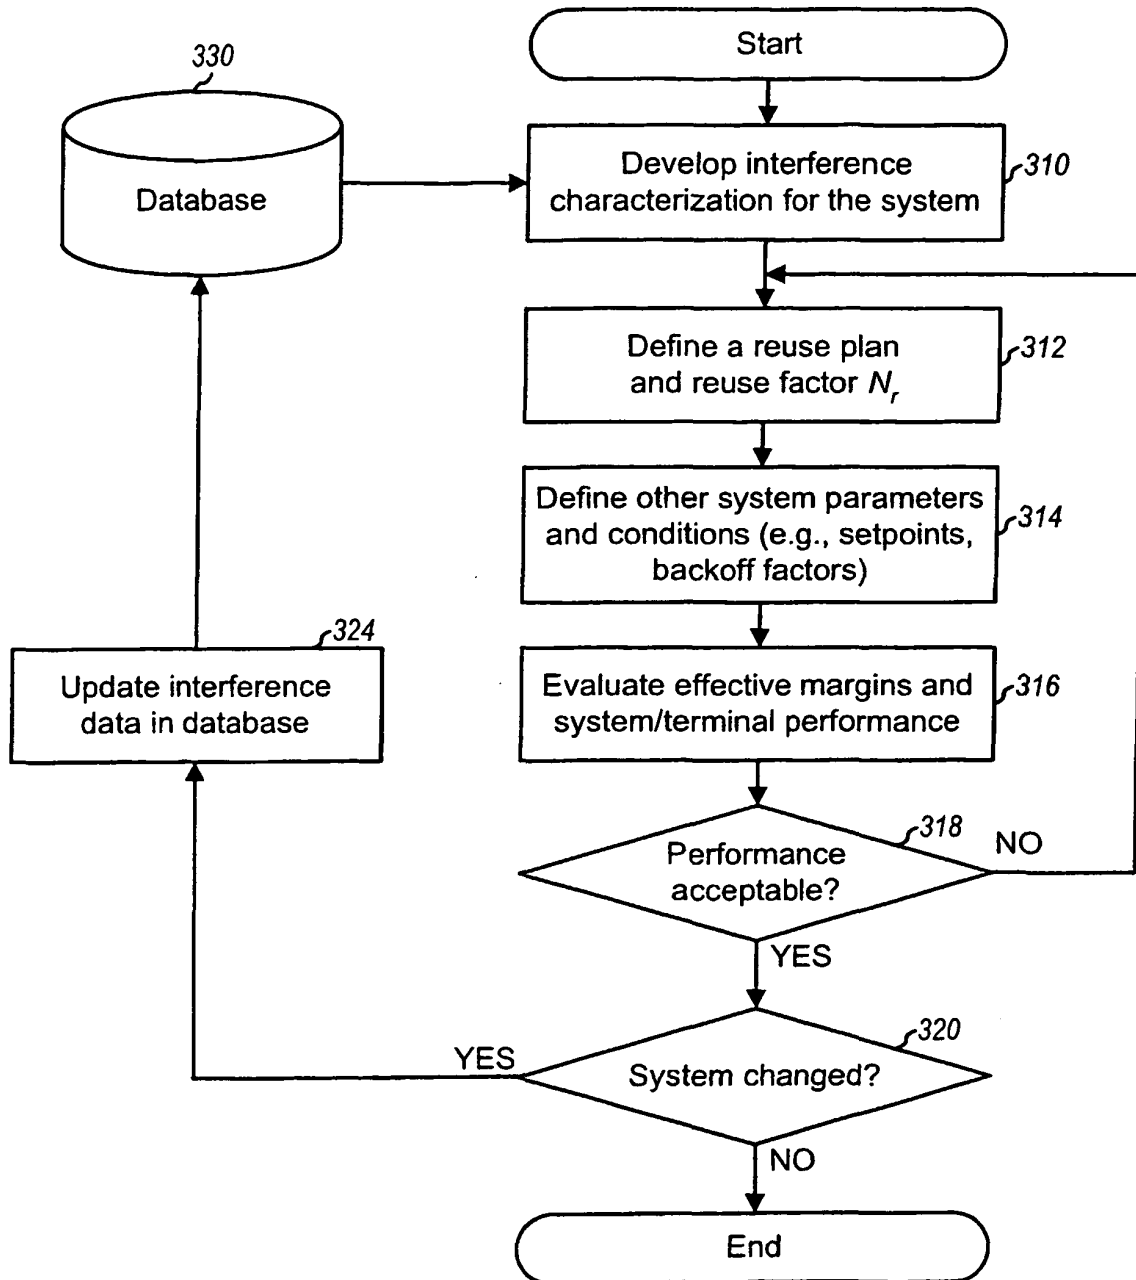 Start
330
Database
Develop interference
characterization for the system
310
Define a reuse plan
and reuse factor Nr
312
Define other system parameters
and conditions (e.g., setpoints,
backoff factors)
314
324
Update interference
data in database
Evaluate effective margins and
system/terminal performance
316
318
NO
Performance
acceptable?
YES
320
YES
System changed?
NO
End